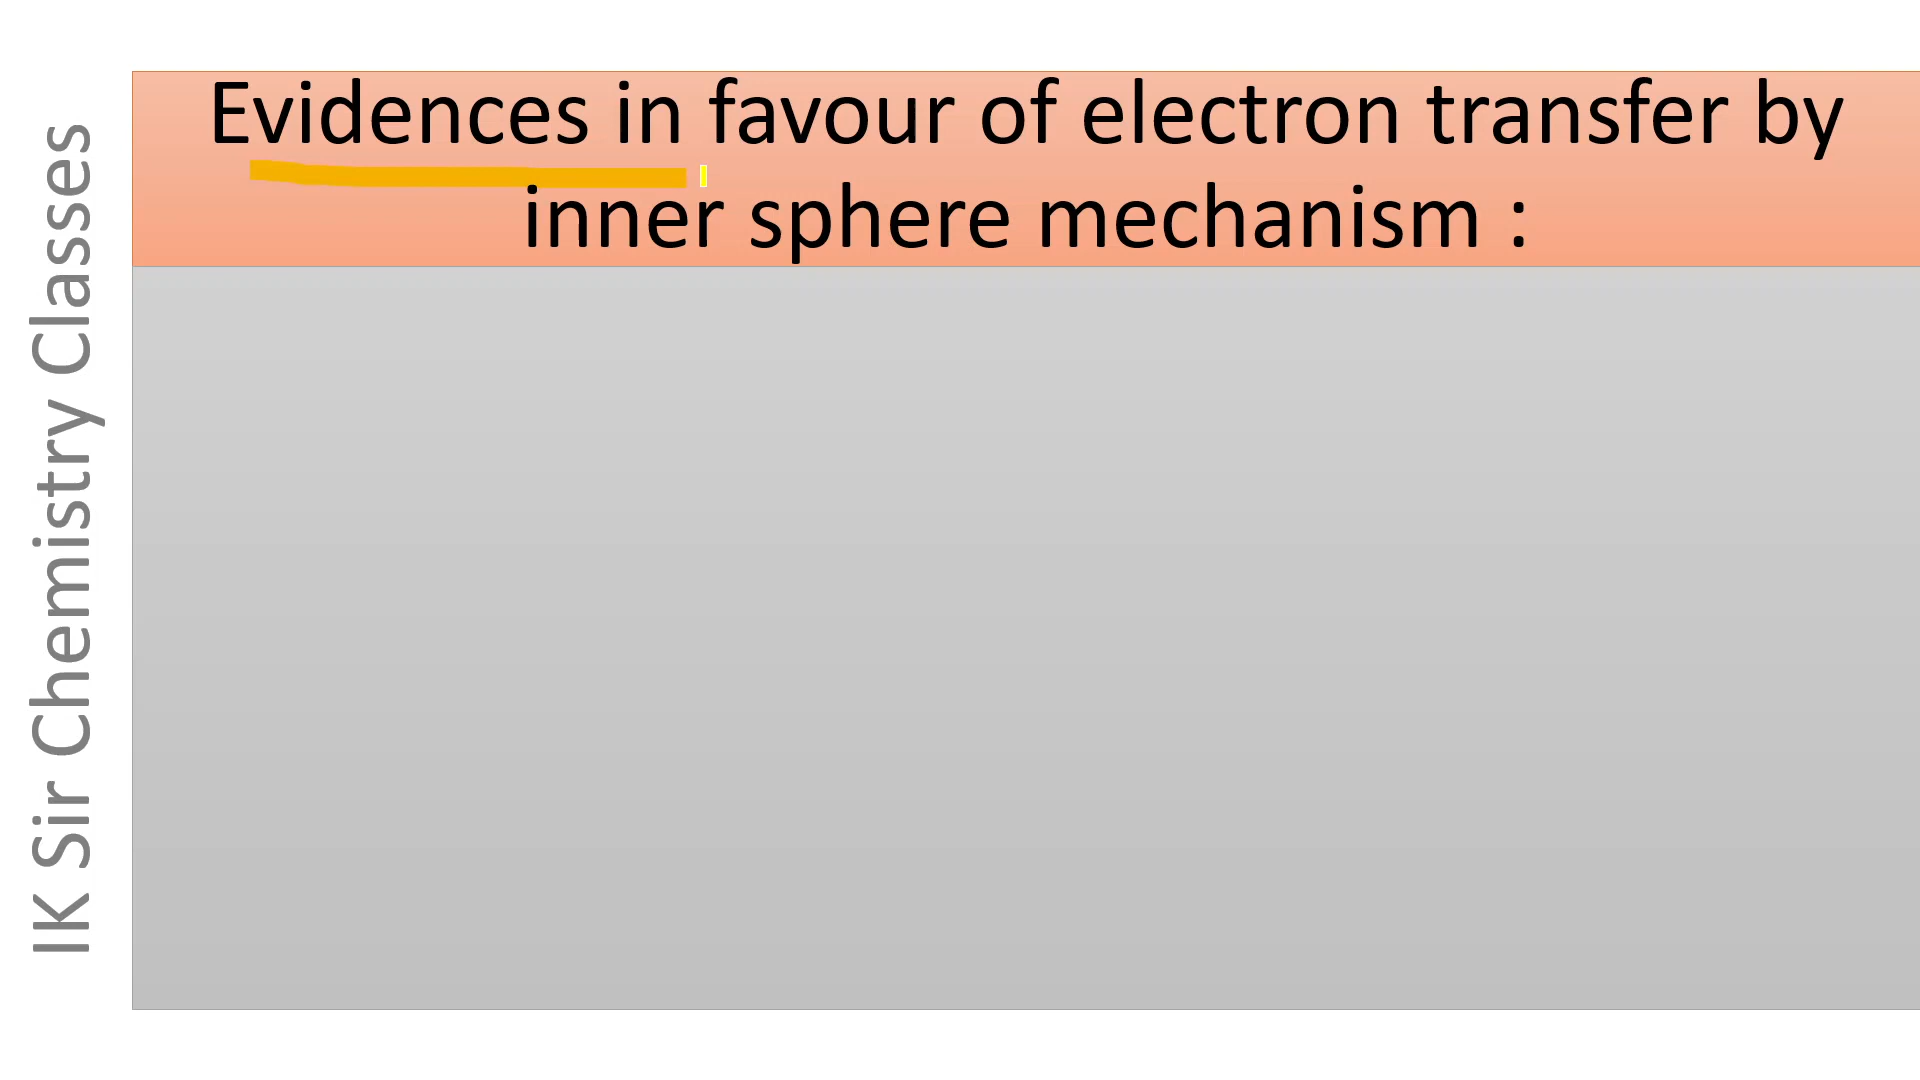 Evidences in favour of electron transfer by
inner sphere mechanism :
IK Sir Chemistry Classes